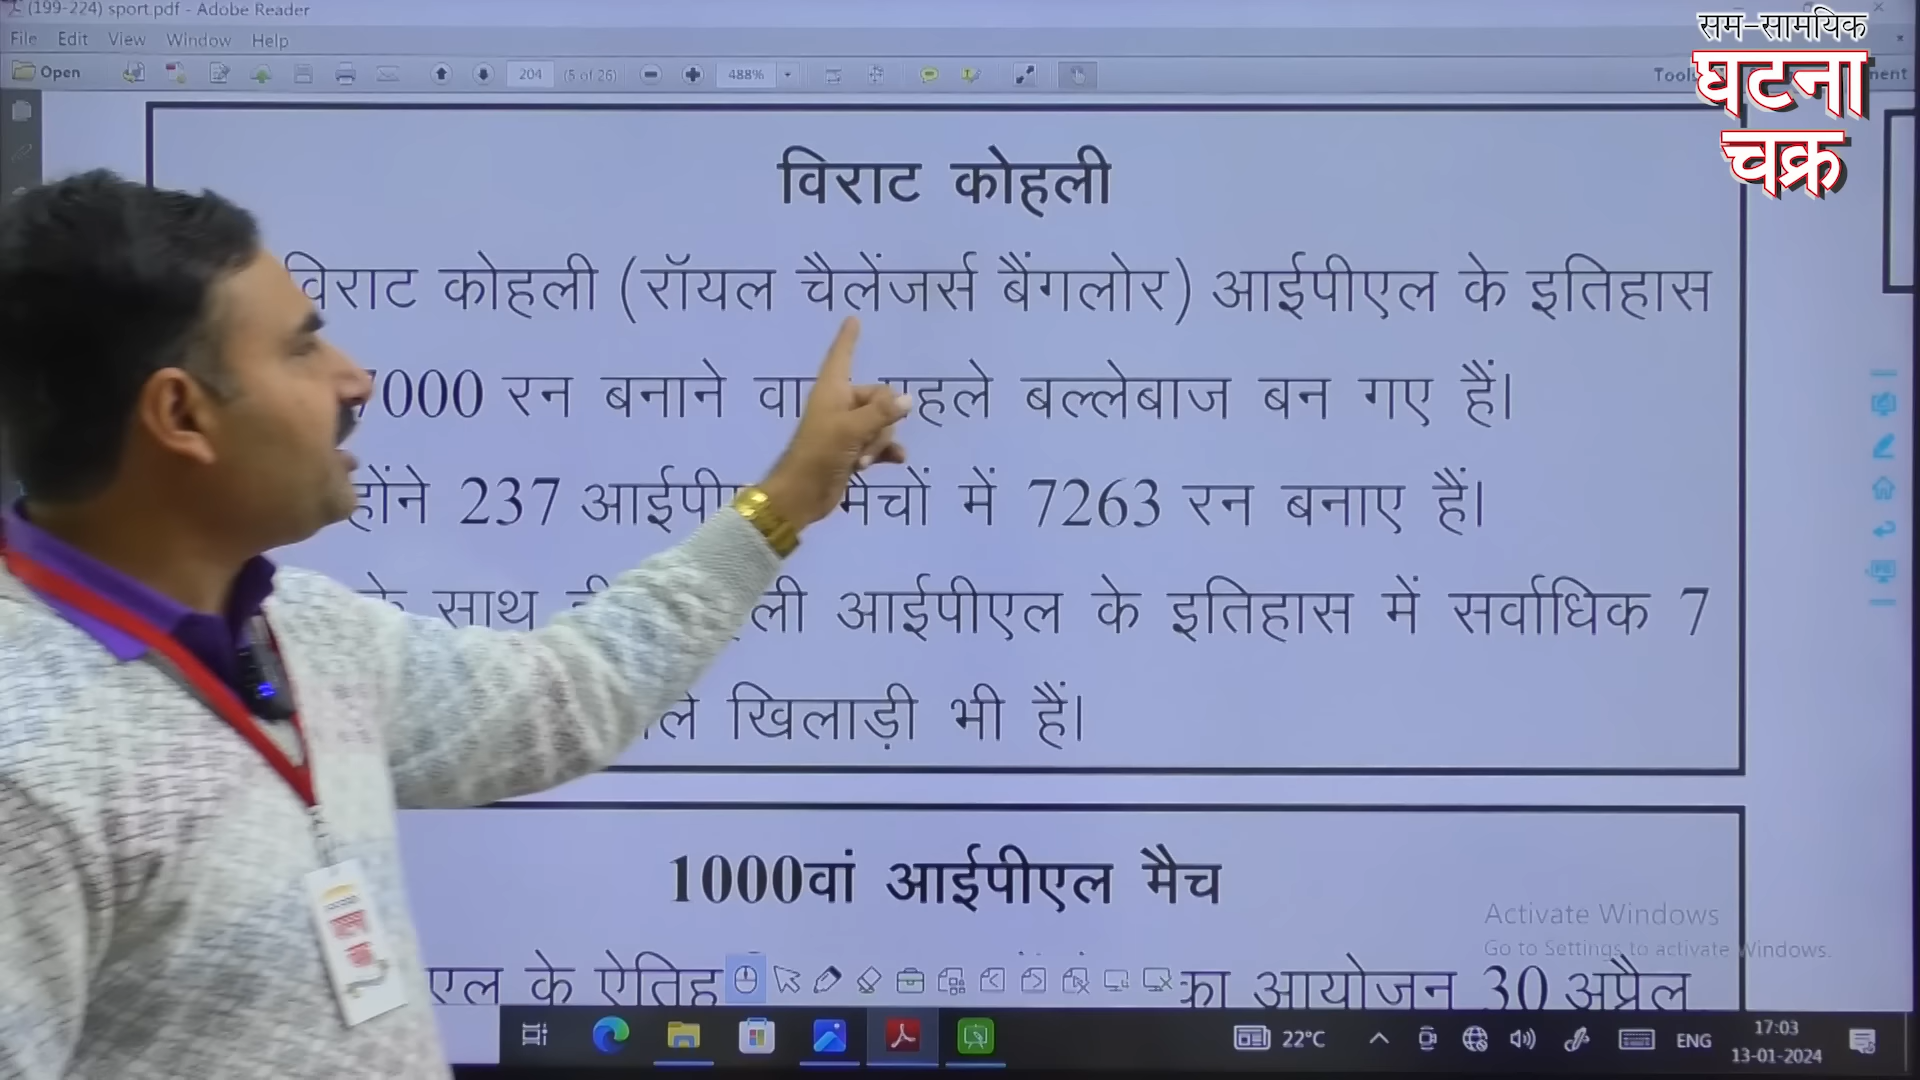 (199-224) sport.pdf - Adobe Reader
File Edit View Window Help
Open 204 (5 of 26) 488% Tools
सम-सामयिक
घटना
चक्र
विराट कोहली
विराट कोहली (रॉयल चैलेंजर्स बैंगलोर) आईपीएल के इतिहास
7000 रन बनाने पहले बल्लेबाज बन गए हैं।
237 मैचों में 7263 रन बनाए हैं।
के साथ आईपीएल के इतिहास में सर्वाधिक 7
खिलाड़ी भी हैं।
1000वां आईपीएल मैच
के का आयोजन 30 अप्रैल
Activate Windows
Go to Settings to activate Windows.
22°C ENG 17:03
13-01-2024